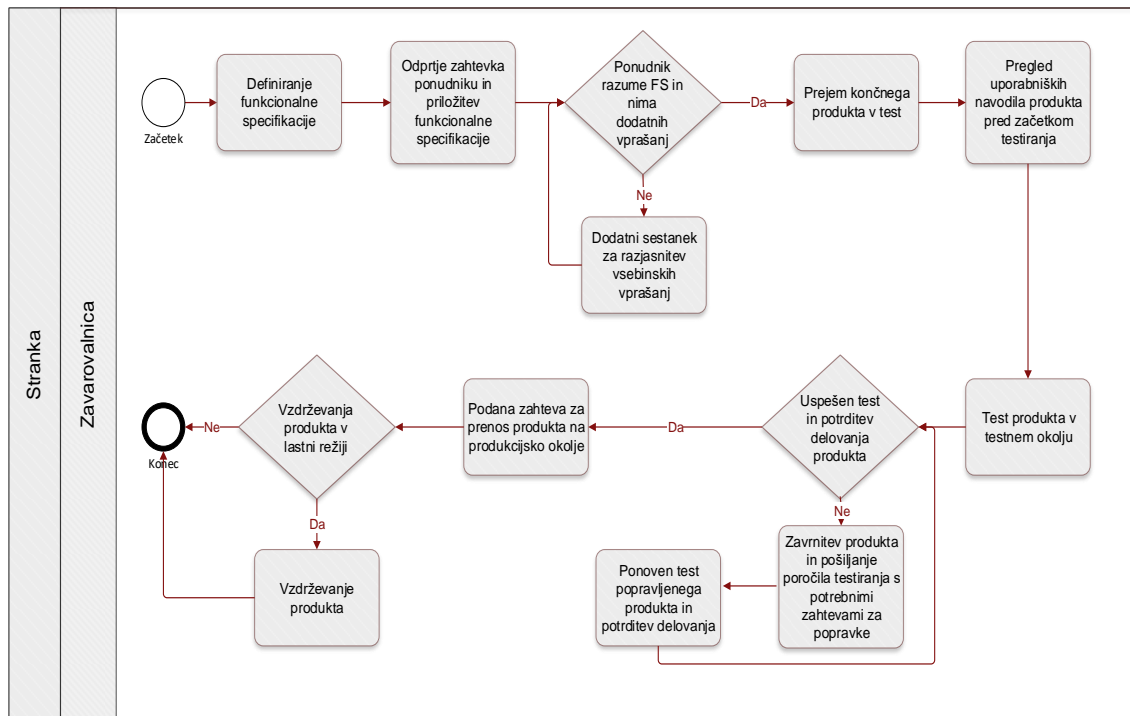 Stranka
Zavarovalnica
Začetek
Definiranje
funkcionalne
specifikacije
Odprtje zahtevka
ponudniku in
priložitev
funkcionalne
specifikacije
Ponudnik
razume FS in
nima
dodatnih
vprašanj
Da
Ne
Dodatni sestanek
za razjasnitev
vsebinskih
vprašanj
Prejem končnega
produkta v test
Pregled
uporabniških
navodila produkta
pred začetkom
testiranja
Test produkta v
testnem okolju
Uspešen test
in potrditev
delovanja
produkta
Da
Ne
Zavrnitev produkta
in pošiljanje
poročila testiranja s
potrebnimi
zahtevami za
popravke
Ponoven test
popravljenega
produkta in
potrditev delovanja
Podana zahteva za
prenos produkta na
produkcijsko okolje
Vzdrževanja
produkta v
lastni režiji
Ne
Da
Vzdrževanje
produkta
Konec